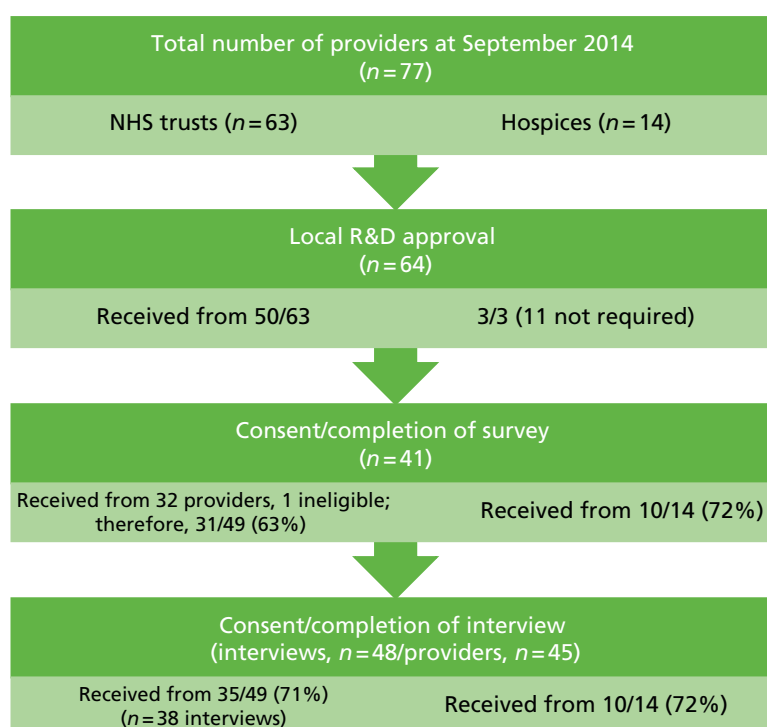 Total number of providers at September 2014
(n=77)
NHS trusts (n=63)
Hospices (n=14)
Local R&D approval
(n=64)
Received from 50/63
3/3 (11 not required)
Consent/completion of survey
(n=41)
Received from 32 providers, 1 ineligible;
therefore, 31/49 (63%)
Received from 10/14 (72%)
Consent/completion of interview
(interviews, n=48/providers, n=45)
Received from 35/49 (71%)
(n=38 interviews)
Received from 10/14 (72%)